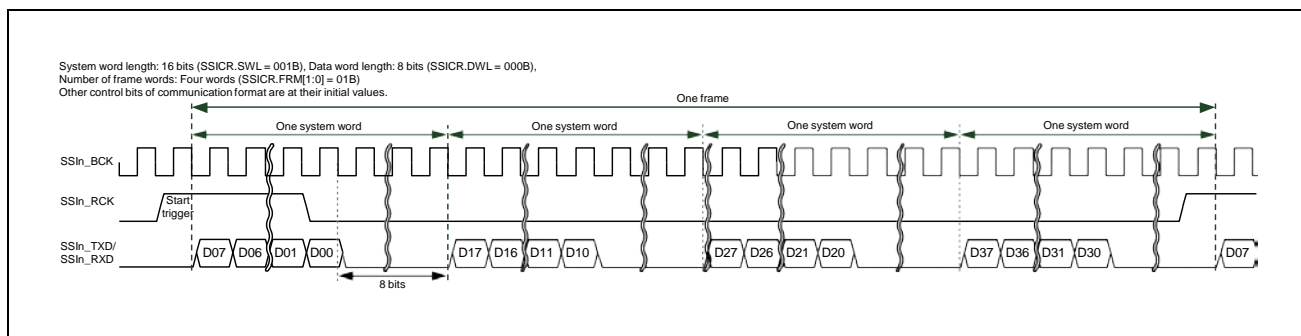 System word length: 16 bits (SSICR.SWL = 001B), Data word length: 8 bits (SSICR.DWL = 000B),
Number of frame words: Four words (SSICR.FRM[1:0] = 01B)
Other control bits of communication format are at their initial values.
One frame
One system word One system word One system word One system word
SSIn_BCK
SSIn_RCK
Start
trigger
SSIn_TXD/
SSIn_RXD
D07 D06 D01 D00 D17 D16 D11 D10 D27 D26 D21 D20 D37 D36 D31 D30 D07
8 bits